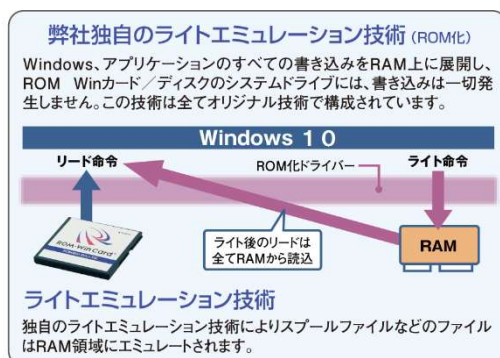 弊社独自のライトエミュレーション技術(ROM化)
Windows、アプリケーションのすべての書き込みをRAM上に展開し、
ROM Winカード／ディスクのシステムドライブには、書き込みは一切発
生しません。この技術は全てオリジナル技術で構成されています。
Windows 10
リード命令
ROM化ドライバー
ライト命令
ROM-WinCard
ライト後のリードは
全てRAMから読込
RAM
ライトエミュレーション技術
独自のライトエミュレーション技術によりスプールファイルなどのファイル
はRAM領域にエミュレートされます。